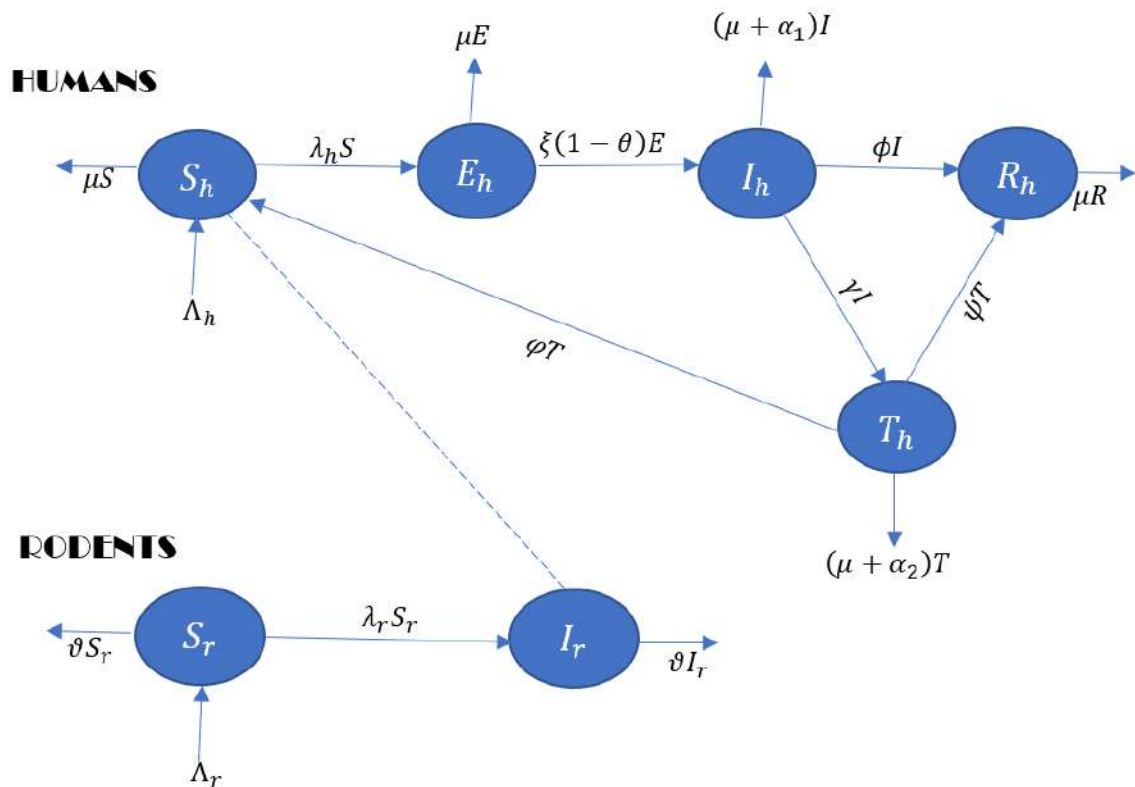 (μ + α₁)I
μE
HUMANS
λₕS
ξ(1 − θ)E
ϕI
μS
Sₕ
Eₕ
Iₕ
Rₕ
μR
Λₕ
γI
ψT
φT
Tₕ
RODENTS
(μ + α₂)T
λᵣSᵣ
ϑSᵣ
Sᵣ
Iᵣ
ϑIᵣ
Λᵣ